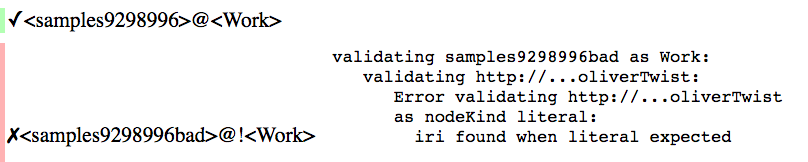 ✓<samples9298996>@<Work>
validating samples9298996bad as Work:
validating http://...oliverTwist:
Error validating http://...oliverTwist
as nodeKind literal:
iri found when literal expected
✗<samples9298996bad>@!<Work>